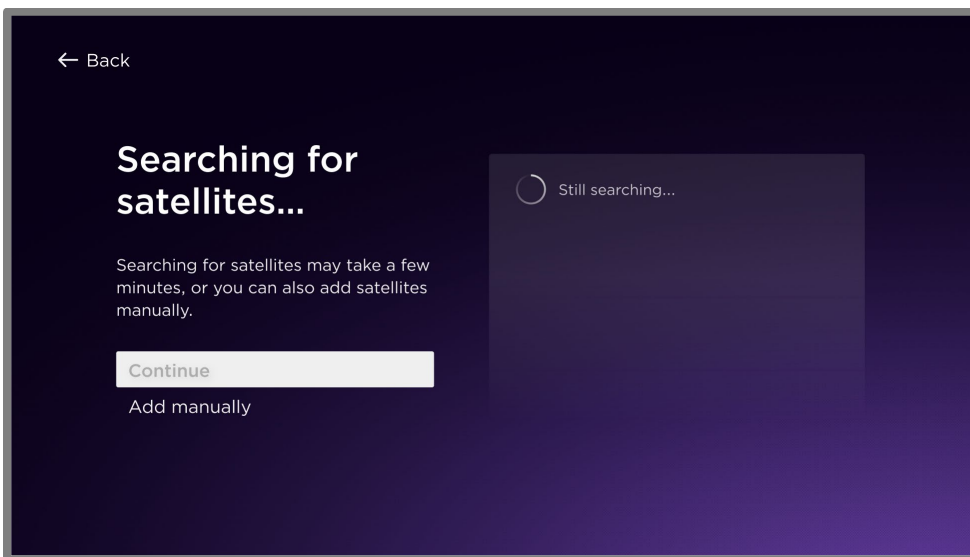 ← Back
Searching for
satellites...
Still searching...
Searching for satellites may take a few
minutes, or you can also add satellites
manually.
Continue
Add manually